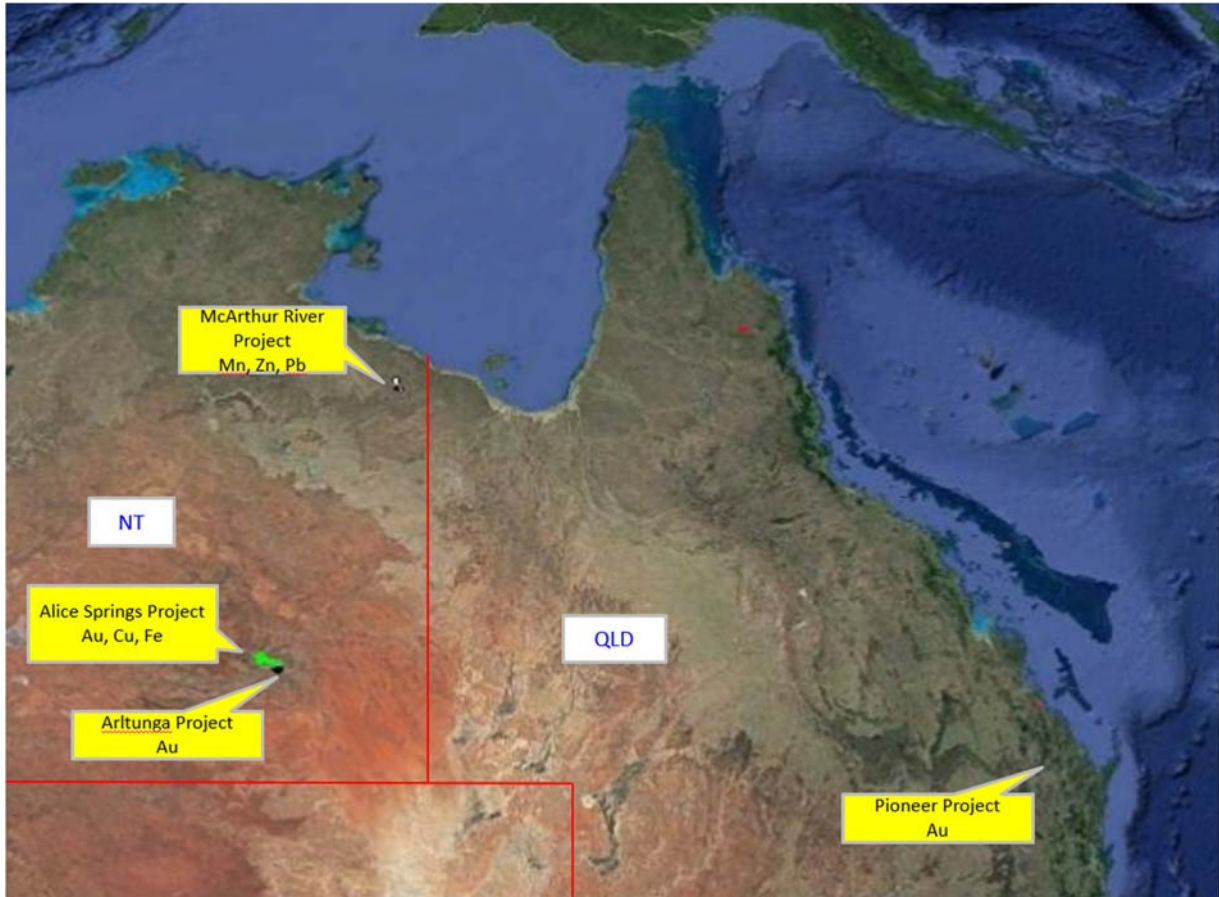 McArthur River
Project
Mn, Zn, Pb
NT
Alice Springs Project
Au, Cu, Fe
QLD
Arltunga Project
Au
Pioneer Project
Au